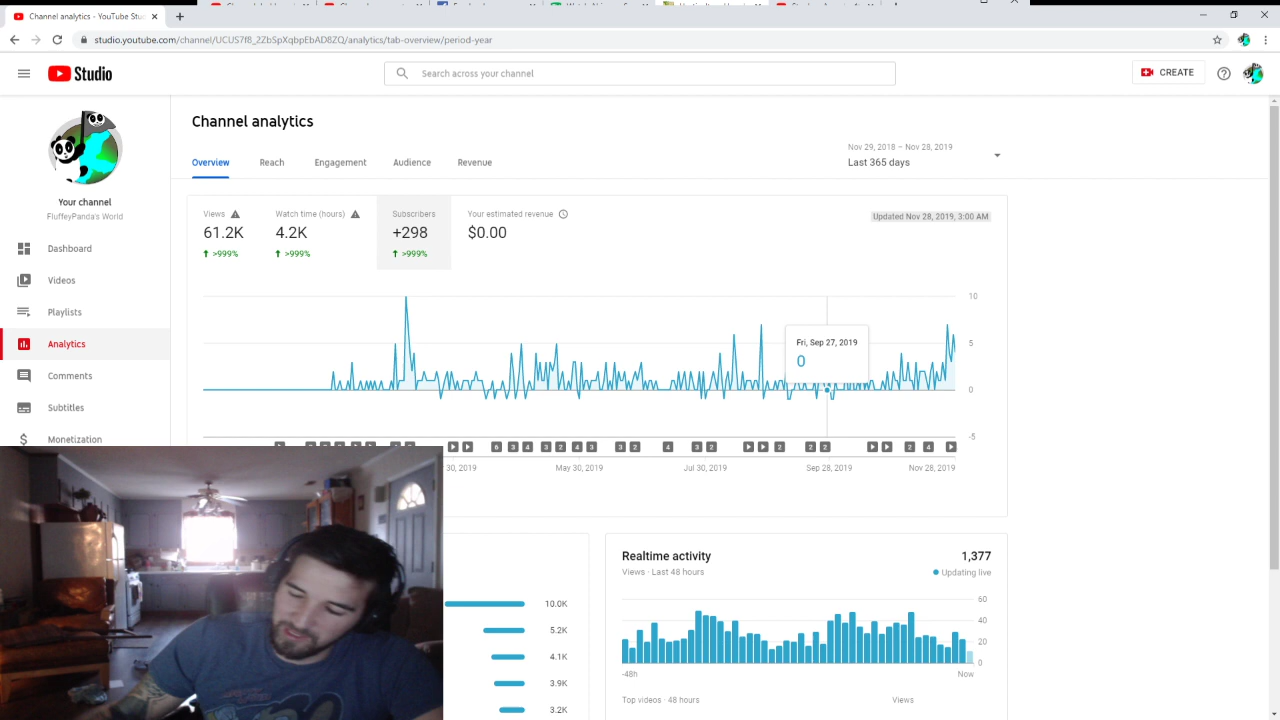 Channel analytics - YouTube Stu
studio.youtube.com/channel/UCUS7f8_2ZbSpXqbpEbAD8ZQ/analytics/tab-overview/period-year
Studio
Search across your channel
CREATE
Your channel
FluffeyPanda's World
Dashboard
Videos
Playlists
Analytics
Comments
Subtitles
Monetization
Channel analytics
Overview Reach Engagement Audience Revenue
Nov 29, 2018 – Nov 28, 2019
Last 365 days
Views Watch time (hours) Subscribers Your estimated revenue
Updated Nov 28, 2019, 3:00 AM
61.2K 4.2K +298 $0.00
>999% >999% >999%
10
5
0
-5
Fri, Sep 27, 2019
0
30, 2019 May 30, 2019 Jul 30, 2019 Sep 28, 2019 Nov 28, 2019
10.0K
5.2K
4.1K
3.9K
3.2K
Realtime activity 1,377
Views · Last 48 hours Updating live
60
40
20
0
-48h Now
Top videos · 48 hours Views